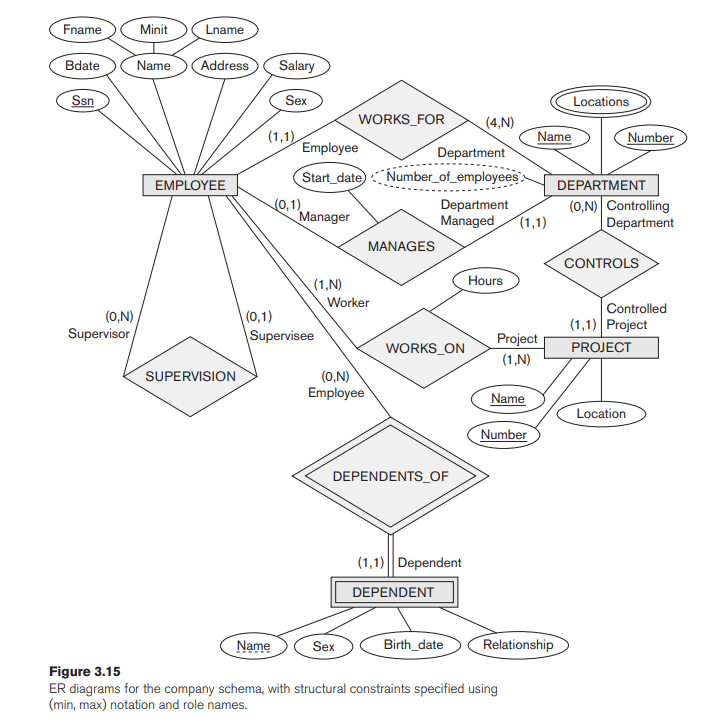 Fname Minit Lname
Bdate Name Address Salary
Ssn Sex
WORKS_FOR
Locations
(4,N)
Name Number
(1,1)
Employee
Department
Start_date
Number_of_employees
EMPLOYEE
DEPARTMENT
(0,1)
Manager
Department
Managed
(1,1)
(0,N)
Controlling
Department
MANAGES
CONTROLS
(1,N)
Worker
Hours
(0,N)
Supervisor
(0,1)
Supervisee
Controlled
Project
(1,1)
WORKS_ON
Project
(1,N)
PROJECT
SUPERVISION
(0,N)
Employee
Name
Location
Number
DEPENDENTS_OF
(1,1)
Dependent
DEPENDENT
Name Sex Birth_date Relationship
Figure 3.15
ER diagrams for the company schema, with structural constraints specified using
(min, max) notation and role names.